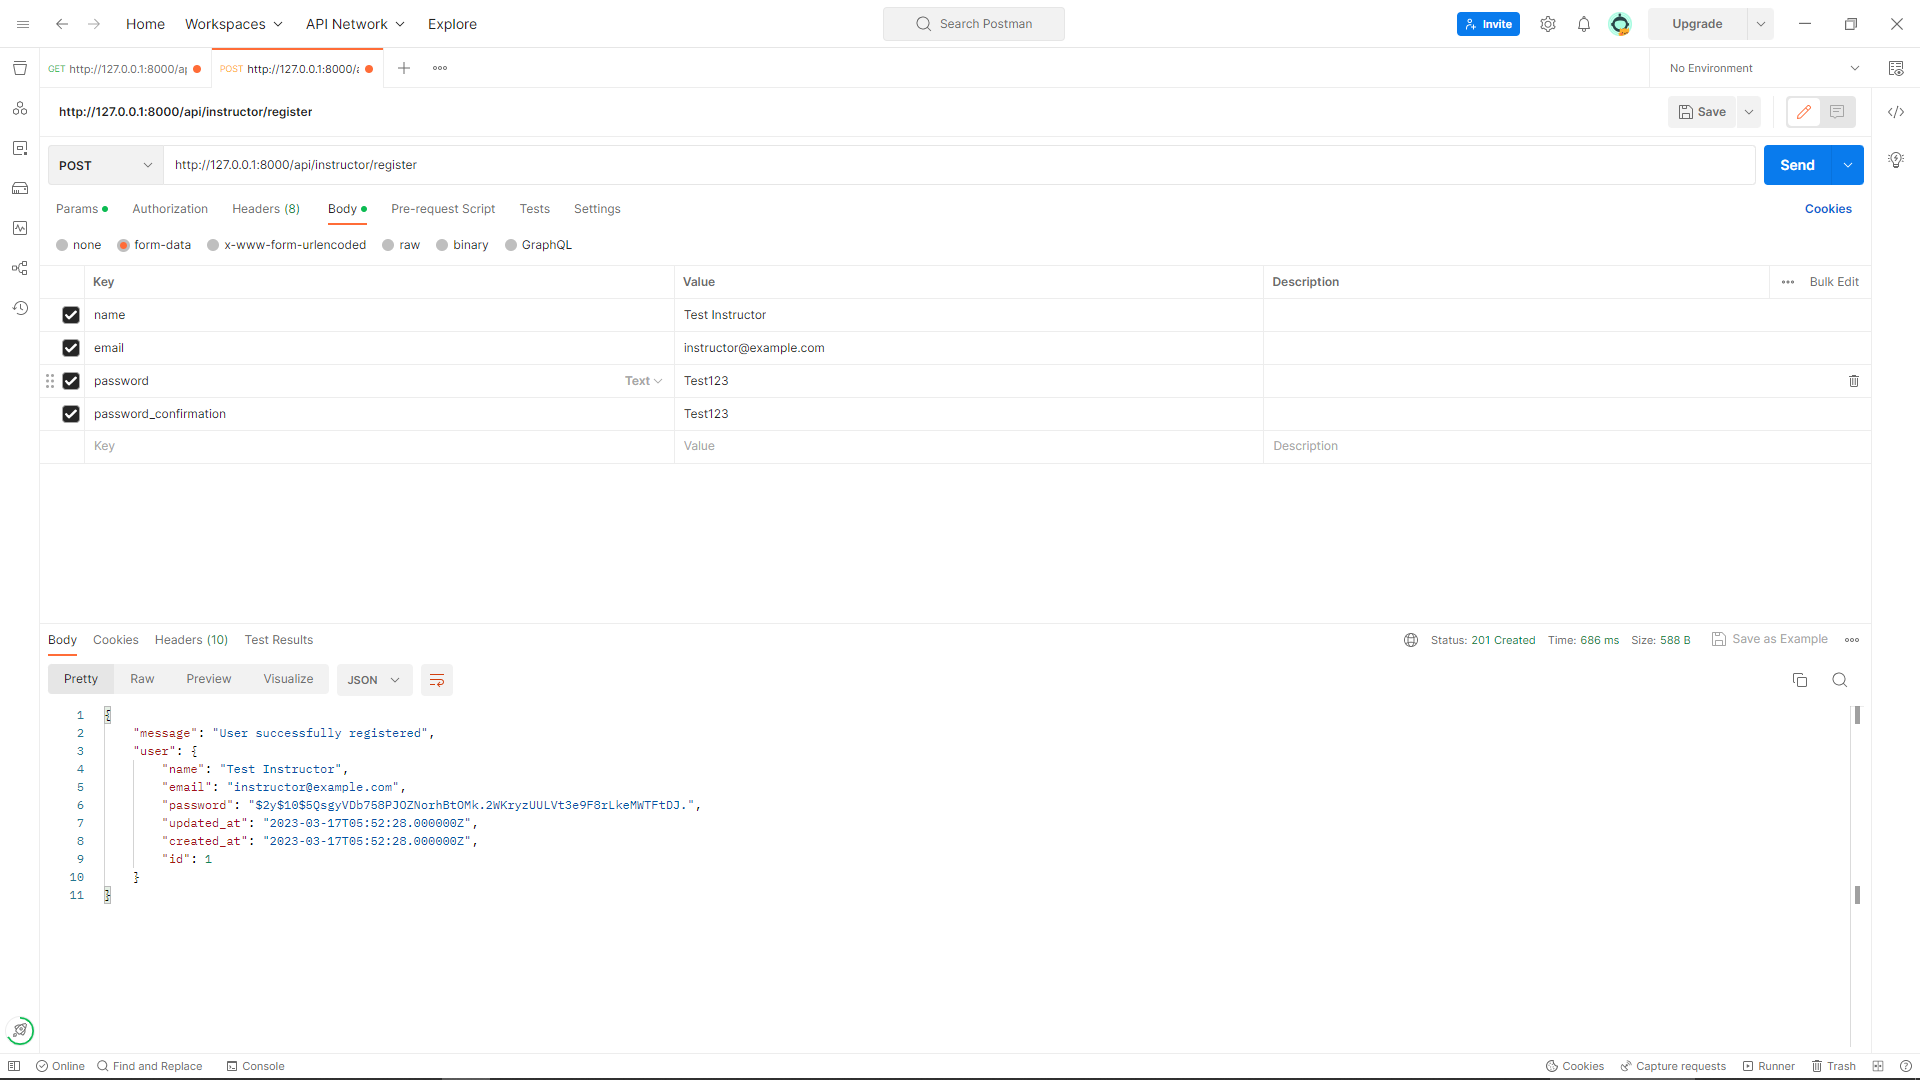 Home Workspaces API Network Explore Search Postman Invite Upgrade
GET http://127.0.0.1:8000/ap POST http://127.0.0.1:8000/a No Environment
http://127.0.0.1:8000/api/instructor/register Save
POST http://127.0.0.1:8000/api/instructor/register Send
Params Authorization Headers (8) Body Pre-request Script Tests Settings Cookies
none form-data x-www-form-urlencoded raw binary GraphQL
Key Value Description Bulk Edit
name Test Instructor
email instructor@example.com
password Text Test123
password_confirmation Test123
Key Value Description
Body Cookies Headers (10) Test Results Status: 201 Created Time: 686 ms Size: 588 B Save as Example
Pretty Raw Preview Visualize JSON
1 {
2 "message": "User successfully registered",
3 "user": {
4 "name": "Test Instructor",
5 "email": "instructor@example.com",
6 "password": "$2y$10$5QsgyVDb758PJOZNorhBtOMk.2WKryzUULVt3e9F8rLkeMWTFtDJ.",
7 "updated_at": "2023-03-17T05:52:28.000000Z",
8 "created_at": "2023-03-17T05:52:28.000000Z",
9 "id": 1
10 }
11 }
Online Find and Replace Console Cookies Capture requests Runner Trash